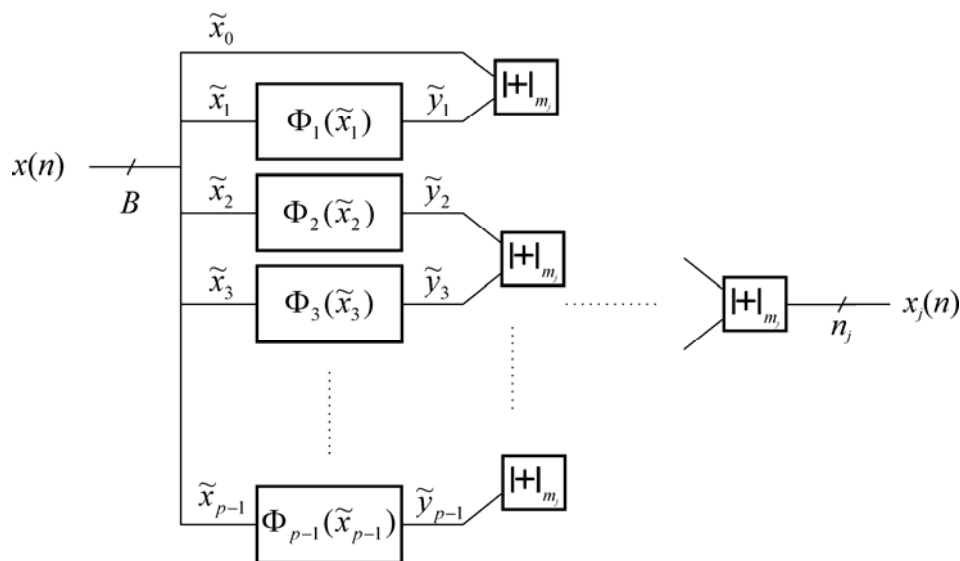 x̃₀
|+|ₘⱼ
x̃₁ Φ₁(x̃₁) ỹ₁
x(n)
B
x̃₂ Φ₂(x̃₂) ỹ₂
|+|ₘⱼ
x̃₃ Φ₃(x̃₃) ỹ₃
|+|ₘⱼ xⱼ(n)
nⱼ
|+|ₘⱼ
x̃ₚ₋₁ Φₚ₋₁(x̃ₚ₋₁) ỹₚ₋₁